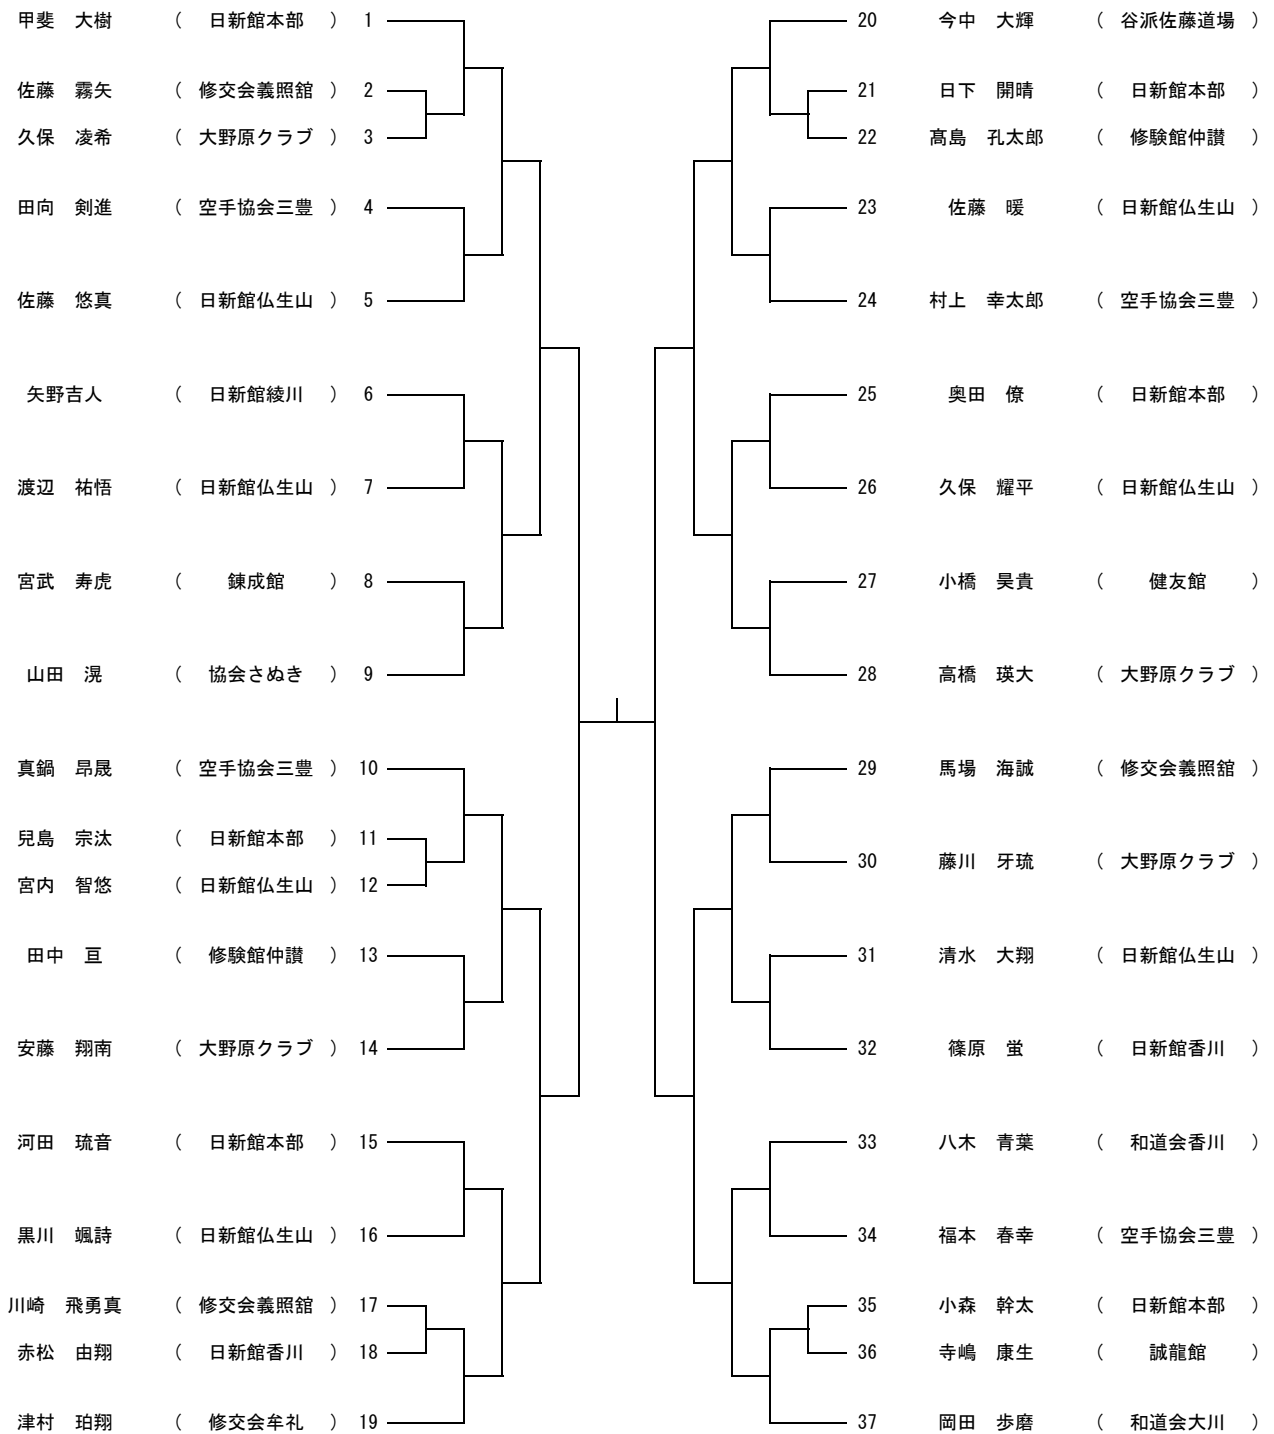 甲斐　大樹　（　日新館本部　）　1
佐藤　霧矢　（　修交会義照舘　）　2
久保　凌希　（　大野原クラブ　）　3
田向　剣進　（　空手協会三豊　）　4
佐藤　悠真　（　日新館仏生山　）　5
矢野吉人　（　日新館綾川　）　6
渡辺　祐悟　（　日新館仏生山　）　7
宮武　寿虎　（　錬成館　）　8
山田　滉　（　協会さぬき　）　9
真鍋　昂晟　（　空手協会三豊　）　10
兒島　宗汰　（　日新館本部　）　11
宮内　智悠　（　日新館仏生山　）　12
田中　亘　（　修験館仲讃　）　13
安藤　翔南　（　大野原クラブ　）　14
河田　琉音　（　日新館本部　）　15
黒川　颯詩　（　日新館仏生山　）　16
川崎　飛勇真　（　修交会義照舘　）　17
赤松　由翔　（　日新館香川　）　18
津村　珀翔　（　修交会牟礼　）　19
20　今中　大輝　（　谷派佐藤道場　）
21　日下　開晴　（　日新館本部　）
22　髙島　孔太郎　（　修験館仲讃　）
23　佐藤　暖　（　日新館仏生山　）
24　村上　幸太郎　（　空手協会三豊　）
25　奥田　僚　（　日新館本部　）
26　久保　耀平　（　日新館仏生山　）
27　小橋　昊貴　（　健友館　）
28　高橋　瑛大　（　大野原クラブ　）
29　馬場　海誠　（　修交会義照舘　）
30　藤川　牙琉　（　大野原クラブ　）
31　清水　大翔　（　日新館仏生山　）
32　篠原　蛍　（　日新館香川　）
33　八木　青葉　（　和道会香川　）
34　福本　春幸　（　空手協会三豊　）
35　小森　幹太　（　日新館本部　）
36　寺嶋　康生　（　誠龍館　）
37　岡田　歩磨　（　和道会大川　）